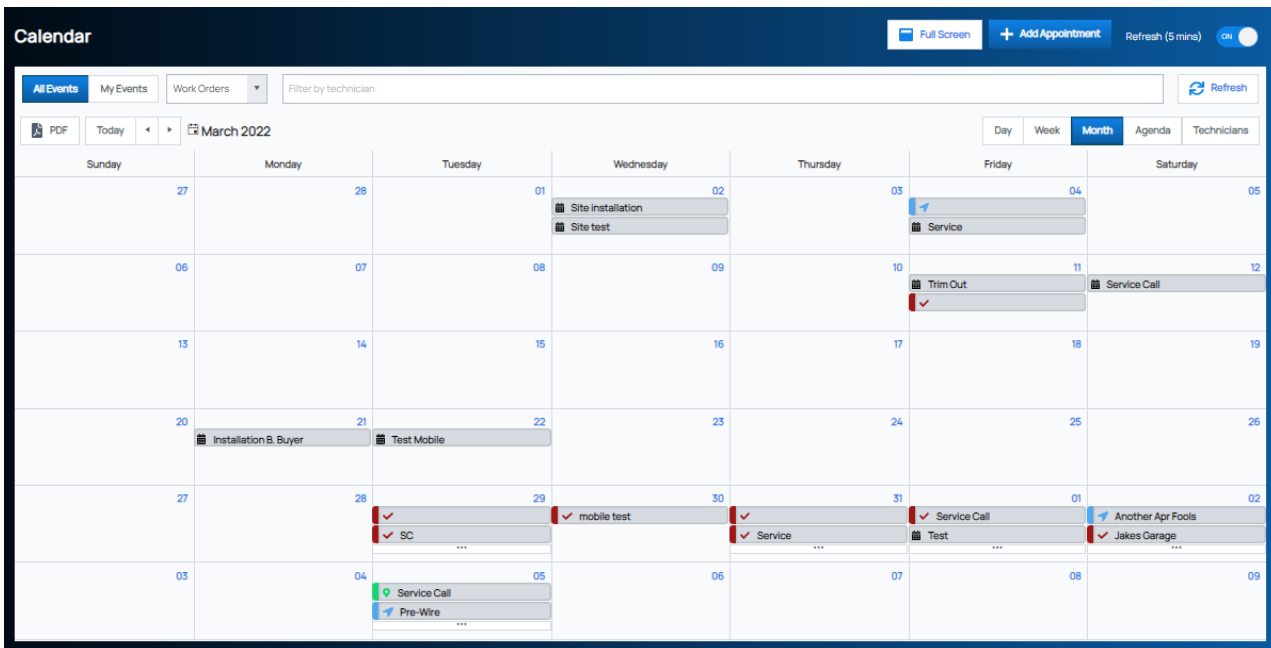 Calendar
Full Screen
Add Appointment
Refresh (5 mins)
ON
All Events
My Events
Work Orders
Filter by technician
Refresh
PDF
Today
March 2022
Day
Week
Month
Agenda
Technicians
Sunday Monday Tuesday Wednesday Thursday Friday Saturday
27 28 01 02 03 04 05
Site installation
Site test
Service
06 07 08 09 10 11 12
Trim Out
Service Call
13 14 15 16 17 18 19
20 21 22 23 24 25 26
Installation B. Buyer
Test Mobile
27 28 29 30 31 01 02
mobile test
Service Call
Another Apr Fools
SC
Service
Test
Jakes Garage
... ... ... ...
03 04 05 06 07 08 09
Service Call
Pre-Wire
...